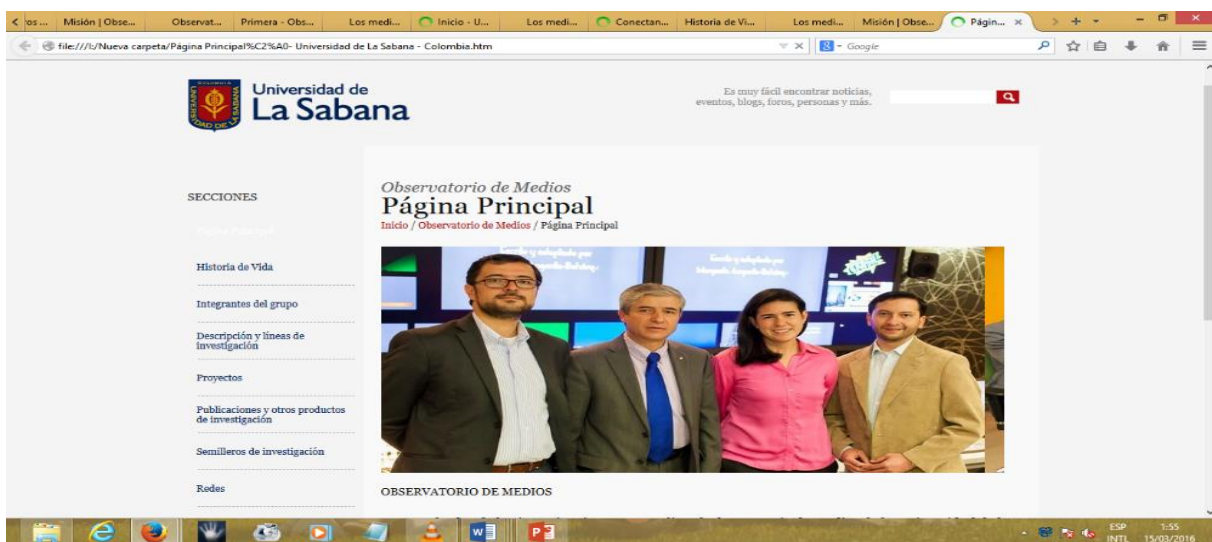 os ...
Misión | Obse...
Observat...
Primera - Obs...
Los medi...
Inicio - U...
Los medi...
Conectan...
Historia de Vi...
Los medi...
Misión | Obse...
Págin...
file:///I:/Nueva carpeta/Página Principal%C2%A0- Universidad de La Sabana - Colombia.htm
Google
Universidad de
La Sabana
Es muy fácil encontrar noticias,
eventos, blogs, foros, personas y más.
SECCIONES
Historia de Vida
Integrantes del grupo
Descripción y líneas de
investigación
Proyectos
Publicaciones y otros productos
de investigación
Semilleros de investigación
Redes
Observatorio de Medios
Página Principal
Inicio / Observatorio de Medios / Página Principal
OBSERVATORIO DE MEDIOS
ESP
INTL
1:55
15/03/2016